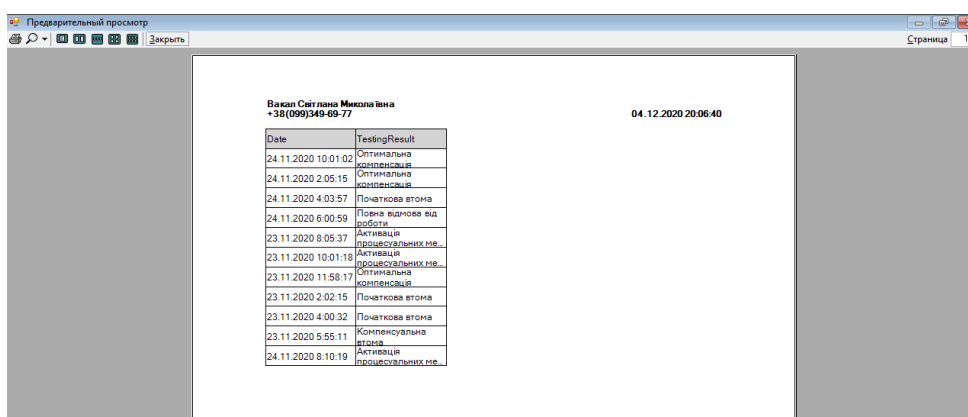 Предварительный просмотр
Закрыть
Страница 1
Вакал Світлана Миколаївна
+38(099)349-69-77
04.12.2020 20:06:40
Date TestingResult
24.11.2020 10:01:02 Оптимальна
компенсація
24.11.2020 2:05:15 Оптимальна
компенсація
24.11.2020 4:03:57 Початкова втома
24.11.2020 6:00:59 Повна відмова від
роботи
23.11.2020 8:05:37 Активація
процесуальних ме...
23.11.2020 10:01:18 Активація
процесуальних ме...
23.11.2020 11:58:17 Оптимальна
компенсація
23.11.2020 2:02:15 Початкова втома
23.11.2020 4:00:32 Початкова втома
23.11.2020 5:55:11 Компенсуальна
втома
24.11.2020 8:10:19 Активація
процесуальних ме...